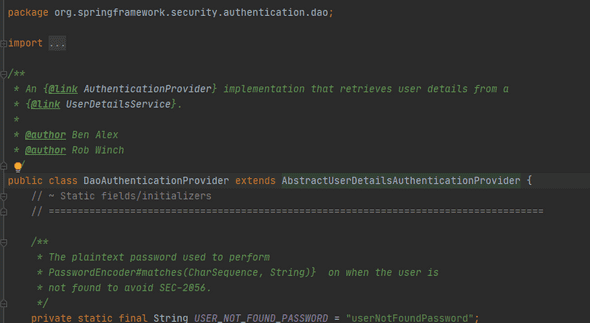 package org.springframework.security.authentication.dao;
import ...
/**
* An {@link AuthenticationProvider} implementation that retrieves user details from a
* {@link UserDetailsService}.
*
* @author Ben Alex
* @author Rob Winch
*/
public class DaoAuthenticationProvider extends AbstractUserDetailsAuthenticationProvider {
// ~ Static fields/initializers
// =====================================================================================
/**
* The plaintext password used to perform
* PasswordEncoder#matches(CharSequence, String)}  on when the user is
* not found to avoid SEC-2056.
*/
private static final String USER_NOT_FOUND_PASSWORD = "userNotFoundPassword";